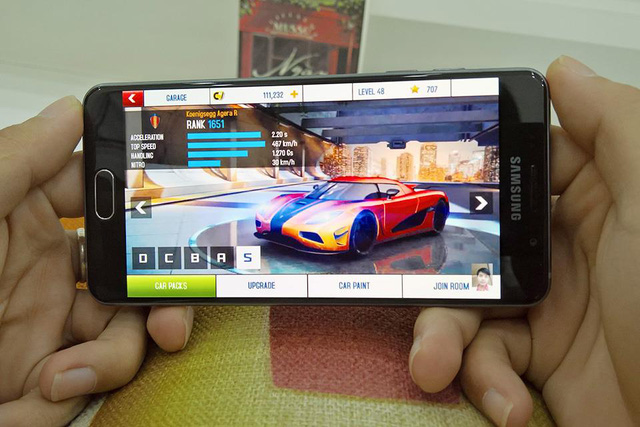 MUSÉE
GARAGE
111,232 +
LEVEL 48
707
Koenigsegg Agera R
RANK 1651
ACCELERATION 2.20 s
TOP SPEED 467 km/h
HANDLING 1.270 Gs
NITRO 30 km/h
D C B A S
CAR PACKS
UPGRADE
CAR PAINT
JOIN ROOM
SAMSUNG